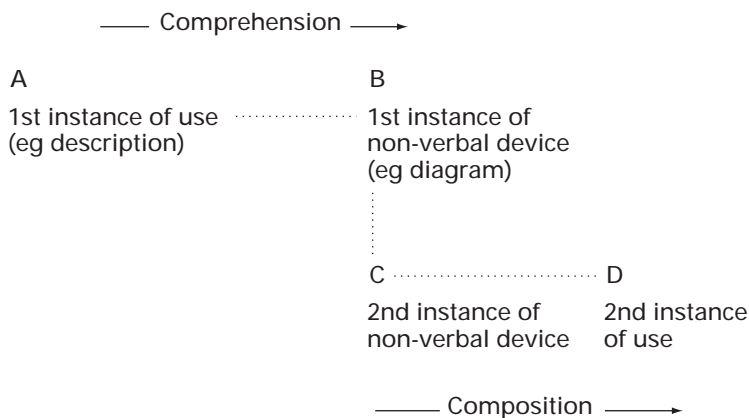 Comprehension
A
1st instance of use
(eg description)
B
1st instance of
non-verbal device
(eg diagram)
C
2nd instance of
non-verbal device
D
2nd instance
of use
Composition